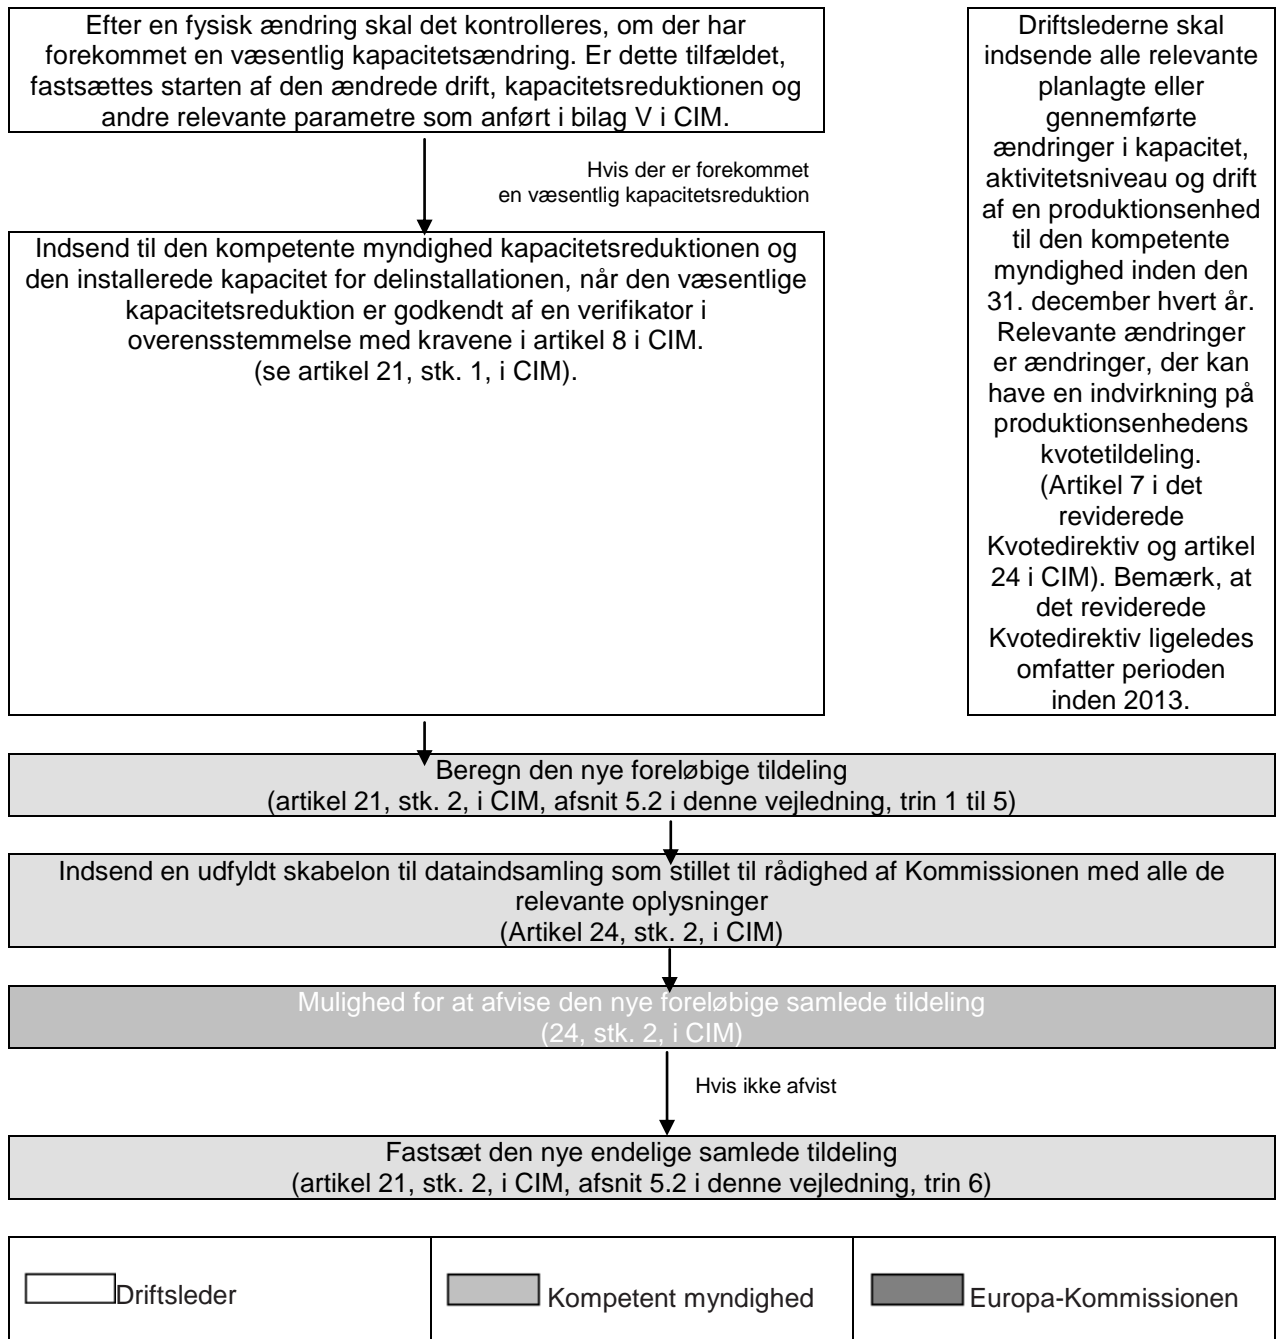 Efter en fysisk ændring skal det kontrolleres, om der har
forekommet en væsentlig kapacitetsændring. Er dette tilfældet,
fastsættes starten af den ændrede drift, kapacitetsreduktionen og
andre relevante parametre som anført i bilag V i CIM.
Hvis der er forekommet
en væsentlig kapacitetsreduktion
Indsend til den kompetente myndighed kapacitetsreduktionen og
den installerede kapacitet for delinstallationen, når den væsentlige
kapacitetsreduktion er godkendt af en verifikator i
overensstemmelse med kravene i artikel 8 i CIM.
(se artikel 21, stk. 1, i CIM).
Driftslederne skal
indsende alle relevante
planlagte eller
gennemførte
ændringer i kapacitet,
aktivitetsniveau og drift
af en produktionsenhed
til den kompetente
myndighed inden den
31. december hvert år.
Relevante ændringer
er ændringer, der kan
have en indvirkning på
produktionsenhedens
kvotetildeling.
(Artikel 7 i det
reviderede
Kvotedirektiv og artikel
24 i CIM). Bemærk, at
det reviderede
Kvotedirektiv ligeledes
omfatter perioden
inden 2013.
Beregn den nye foreløbige tildeling
(artikel 21, stk. 2, i CIM, afsnit 5.2 i denne vejledning, trin 1 til 5)
Indsend en udfyldt skabelon til dataindsamling som stillet til rådighed af Kommissionen med alle de
relevante oplysninger
(Artikel 24, stk. 2, i CIM)
Mulighed for at afvise den nye foreløbige samlede tildeling
(24, stk. 2, i CIM)
Hvis ikke afvist
Fastsæt den nye endelige samlede tildeling
(artikel 21, stk. 2, i CIM, afsnit 5.2 i denne vejledning, trin 6)
Driftsleder
Kompetent myndighed
Europa-Kommissionen